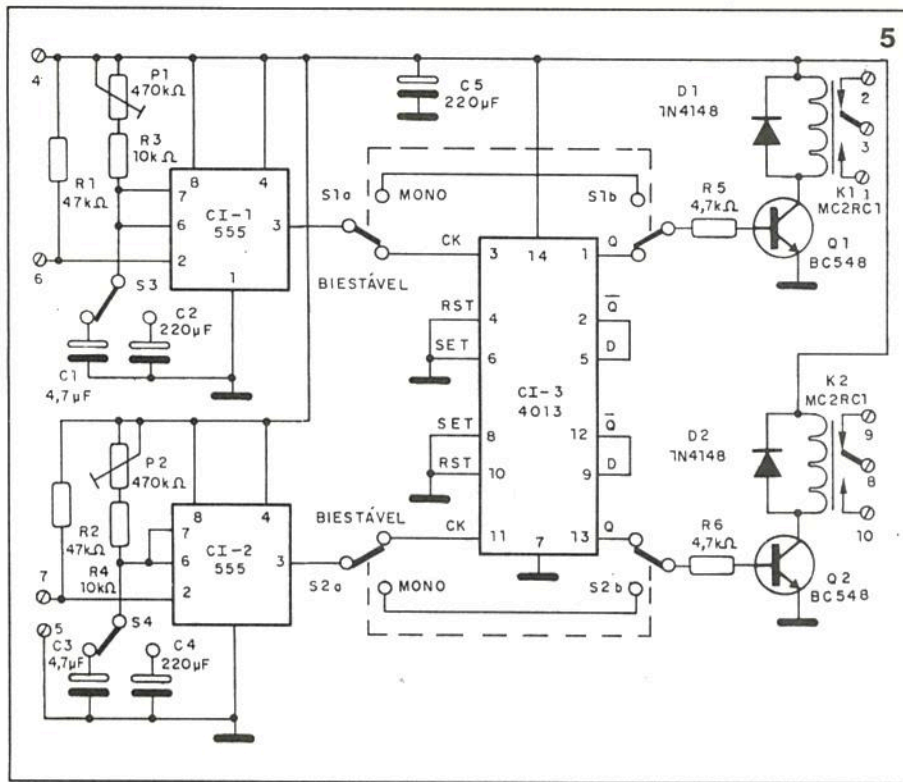 5
4
P1
470kΩ
R3
10kΩ
R1
47kΩ
6
8
4
7
6
2
CI-1
555
3
1
S3
C2
220µF
C1
4,7µF
C5
220µF
S1a
MONO
S1b
BIESTÁVEL
CK
Q
3
14
1
RST
4
SET
6
2
Q
D
5
CI-3
4013
SET
8
RST
10
12
Q
D
9
CK
11
7
13
Q
BIESTÁVEL
S2a
MONO
S2b
D1
1N4148
2
3
1
K1
MC2RC1
R5
4,7kΩ
Q1
BC548
K2
MC2RC1
9
8
10
D2
1N4148
R6
4,7kΩ
Q2
BC548
P2
470kΩ
R2
47kΩ
R4
10kΩ
7
5
8
4
7
6
2
CI-2
555
3
S4
C3
4,7µF
C4
220µF